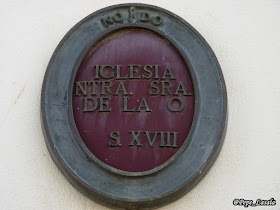 NO8DO
IGLESIA
NTRA. SRA.
DE LA O
S. XVIII
@Pepe_Lasala